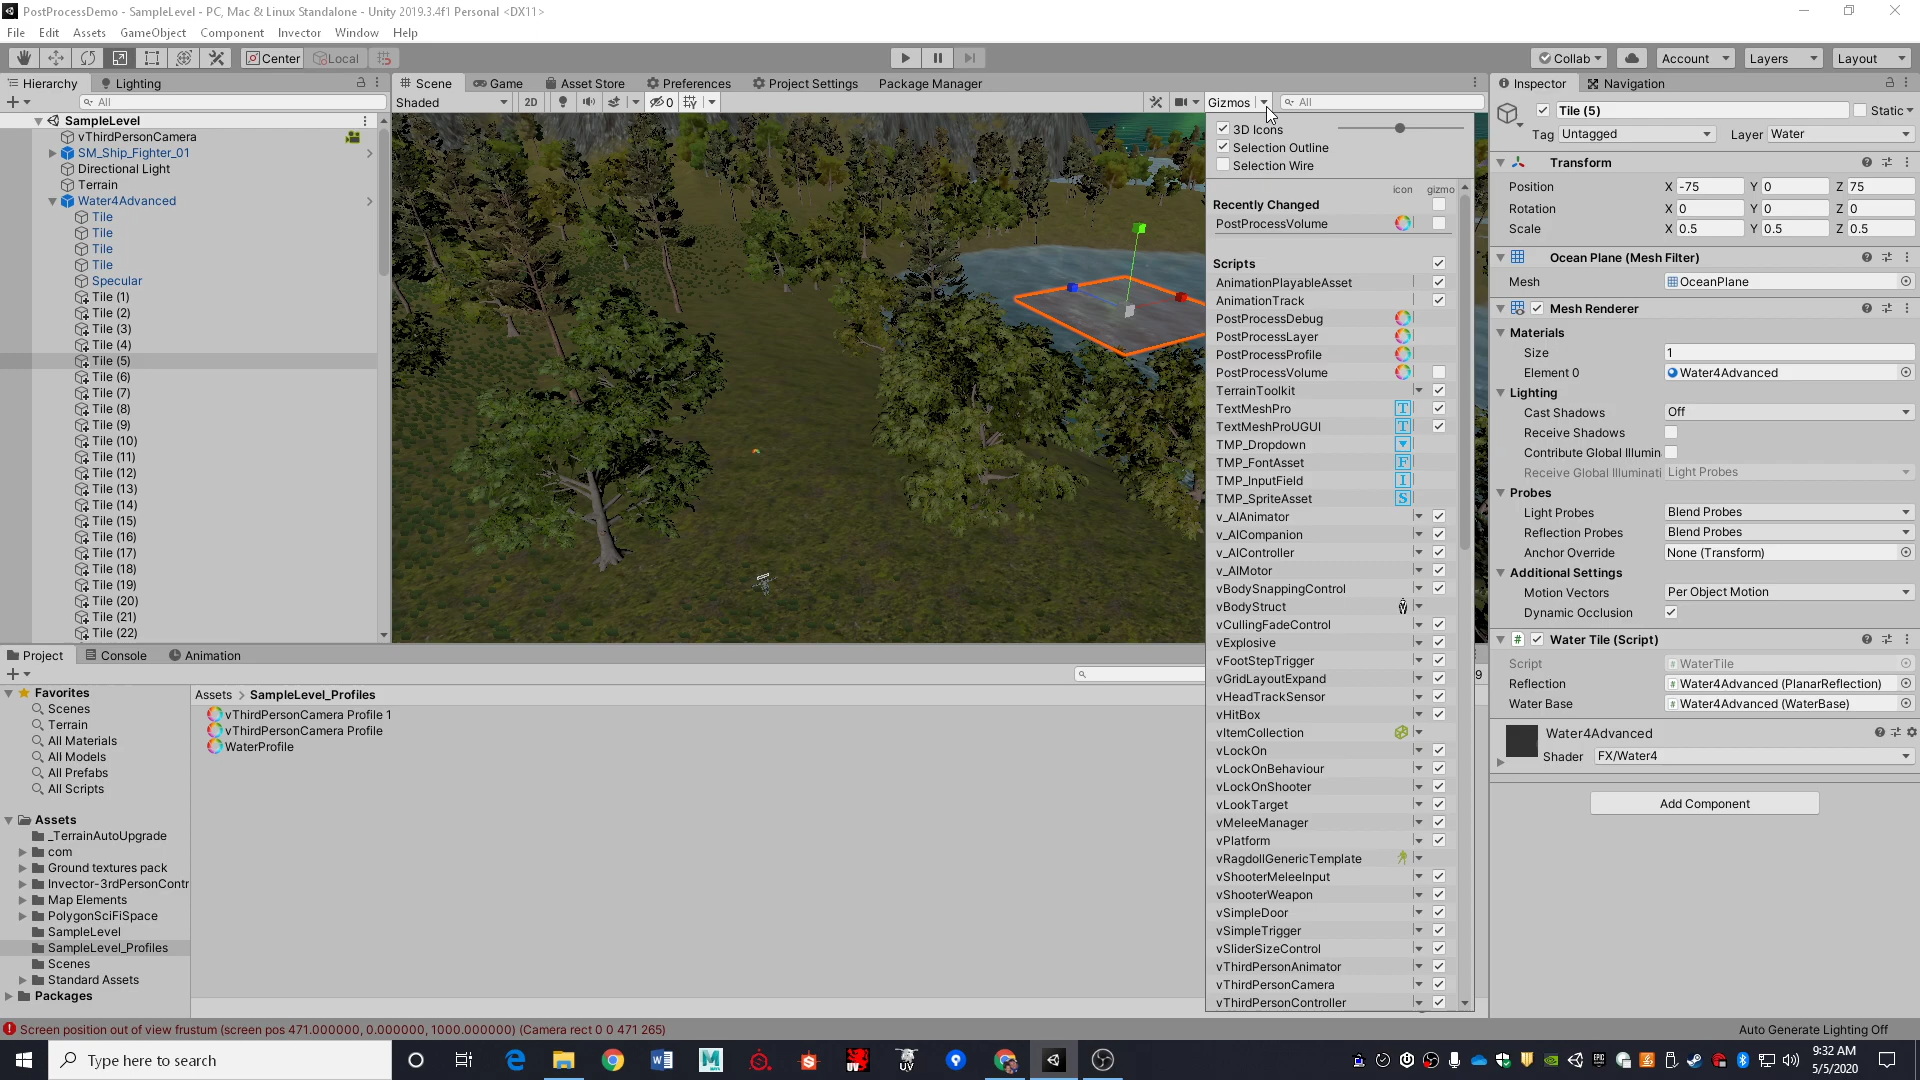 PostProcessDemo - SampleLevel - PC, Mac & Linux Standalone - Unity 2019.3.4f1 Personal <DX11>
File Edit Assets GameObject Component Invector Window Help
Center Local Collab Account Layers Layout
Hierarchy Lighting Scene Game Asset Store Preferences Project Settings Package Manager Inspector Navigation
All Shaded 2D 0 Gizmos All
SampleLevel
vThirdPersonCamera
SM_Ship_Fighter_01
Directional Light
Terrain
Water4Advanced
Tile
Tile
Tile
Tile
Specular
Tile (1)
Tile (2)
Tile (3)
Tile (4)
Tile (5)
Tile (6)
Tile (7)
Tile (8)
Tile (9)
Tile (10)
Tile (11)
Tile (12)
Tile (13)
Tile (14)
Tile (15)
Tile (16)
Tile (17)
Tile (18)
Tile (19)
Tile (20)
Tile (21)
Tile (22)
3D Icons
Selection Outline
Selection Wire
icon gizmo
Recently Changed
PostProcessVolume
Scripts
AnimationPlayableAsset
AnimationTrack
PostProcessDebug
PostProcessLayer
PostProcessProfile
PostProcessVolume
TerrainToolkit
TextMeshPro T
TextMeshProUGUI T
TMP_Dropdown
TMP_FontAsset F
TMP_InputField I
TMP_SpriteAsset S
v_AIAnimator
v_AICompanion
v_AIController
v_AIMotor
vBodySnappingControl
vBodyStruct
vCullingFadeControl
vExplosive
vFootStepTrigger
vGridLayoutExpand
vHeadTrackSensor
vHitBox
vItemCollection
vLockOn
vLockOnBehaviour
vLockOnShooter
vLookTarget
vMeleeManager
vPlatform
vRagdollGenericTemplate
vShooterMeleeInput
vShooterWeapon
vSimpleDoor
vSimpleTrigger
vSliderSizeControl
vThirdPersonAnimator
vThirdPersonCamera
vThirdPersonController
Tile (5) Static
Tag Untagged Layer Water
Transform
Position X -75 Y 0 Z 75
Rotation X 0 Y 0 Z 0
Scale X 0.5 Y 0.5 Z 0.5
Ocean Plane (Mesh Filter)
Mesh OceanPlane
Mesh Renderer
Materials
Size 1
Element 0 Water4Advanced
Lighting
Cast Shadows Off
Receive Shadows
Contribute Global Illumin
Receive Global Illuminati Light Probes
Probes
Light Probes Blend Probes
Reflection Probes Blend Probes
Anchor Override None (Transform)
Additional Settings
Motion Vectors Per Object Motion
Dynamic Occlusion
# Water Tile (Script)
Script # WaterTile
Reflection # Water4Advanced (PlanarReflection)
Water Base # Water4Advanced (WaterBase)
Water4Advanced
Shader FX/Water4
Add Component
Project Console Animation
9
Favorites
Scenes
Terrain
All Materials
All Models
All Prefabs
All Scripts
Assets
_TerrainAutoUpgrade
com
Ground textures pack
Invector-3rdPersonContr
Map Elements
PolygonSciFiSpace
SampleLevel
SampleLevel_Profiles
Scenes
Standard Assets
Packages
Assets > SampleLevel_Profiles
vThirdPersonCamera Profile 1
vThirdPersonCamera Profile
WaterProfile
Screen position out of view frustum (screen pos 471.000000, 0.000000, 1000.000000) (Camera rect 0 0 471 265)
Auto Generate Lighting Off
Type here to search
9:32 AM
5/5/2020